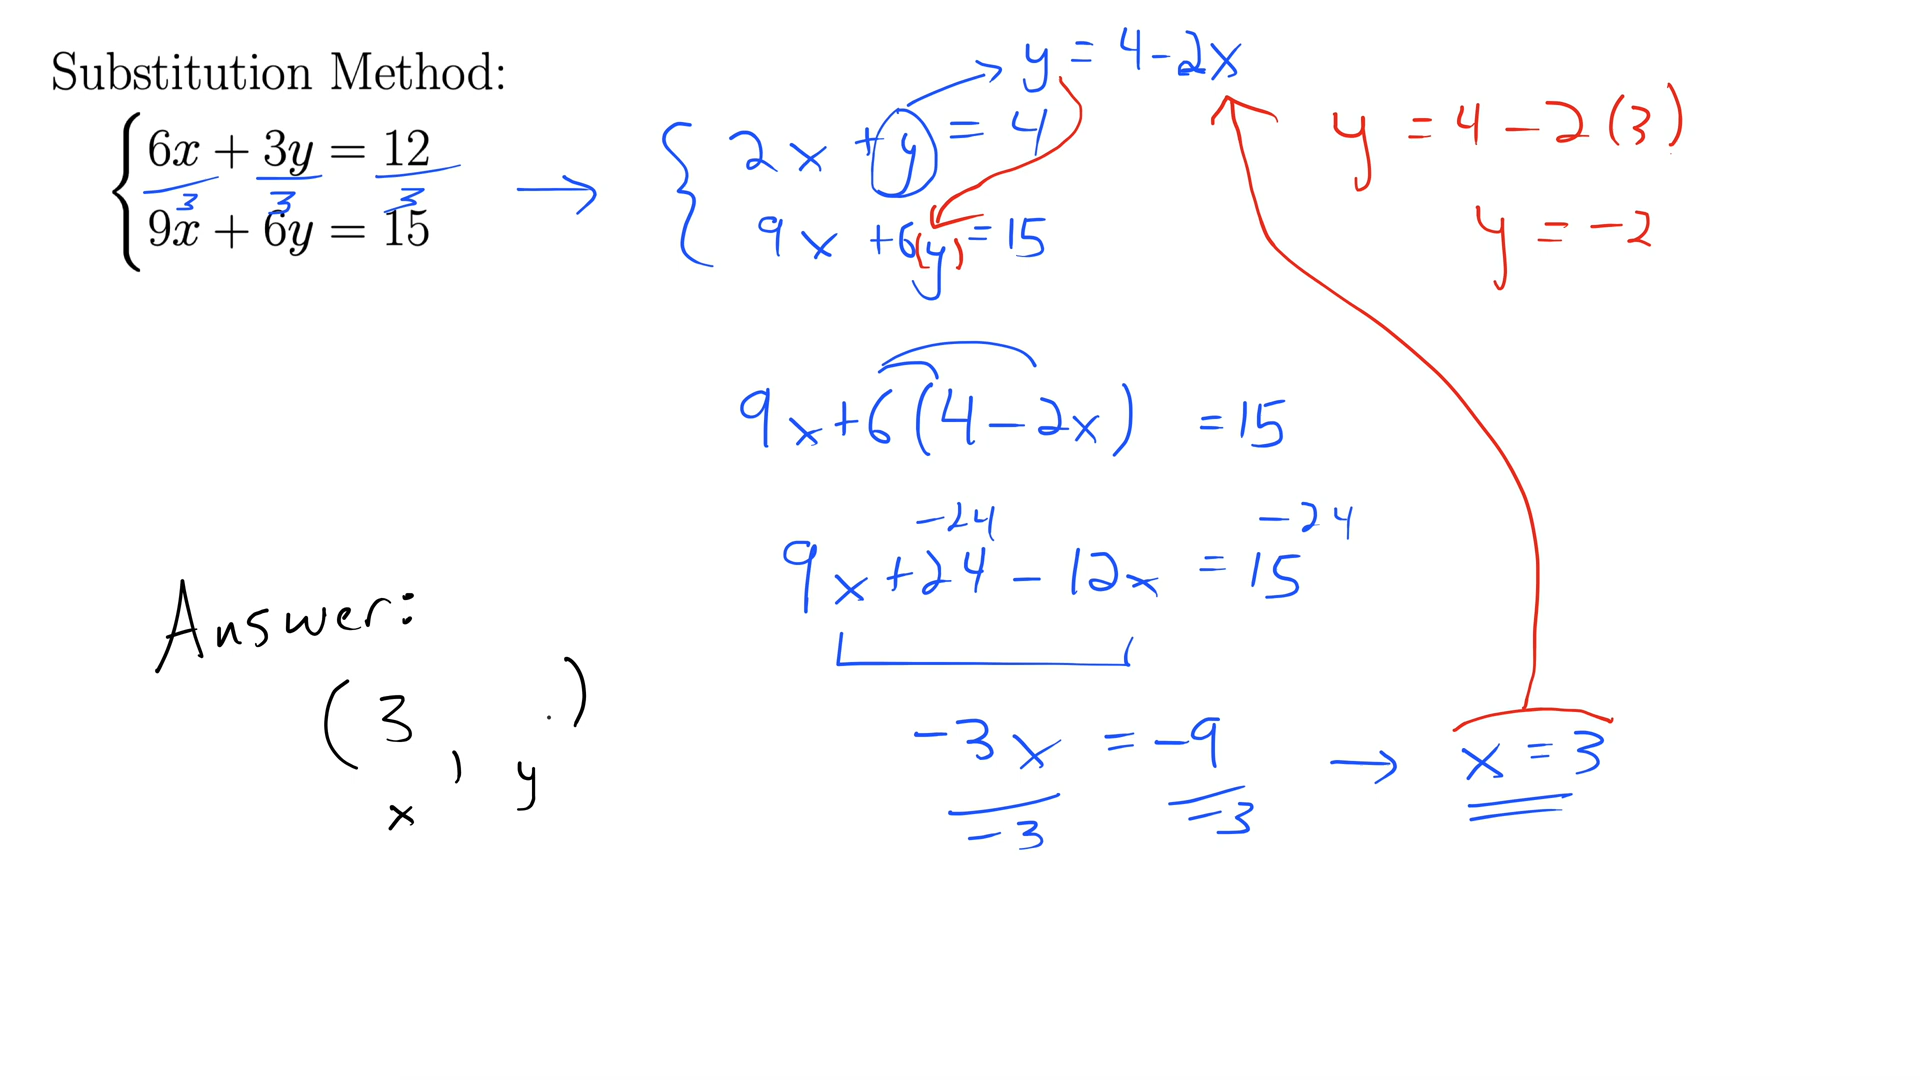 Substitution Method:
6x + 3y = 12
3 3 3
9x + 6y = 15
→
y = 4 - 2x
2x + y = 4
9x + 6(y) = 15
9x + 6(4 - 2x) = 15
-24 -24
9x + 24 - 12x = 15
-3x = -9 → x = 3
-3 -3
y = 4 - 2(3)
y = -2
Answer:
(3 , )
x y